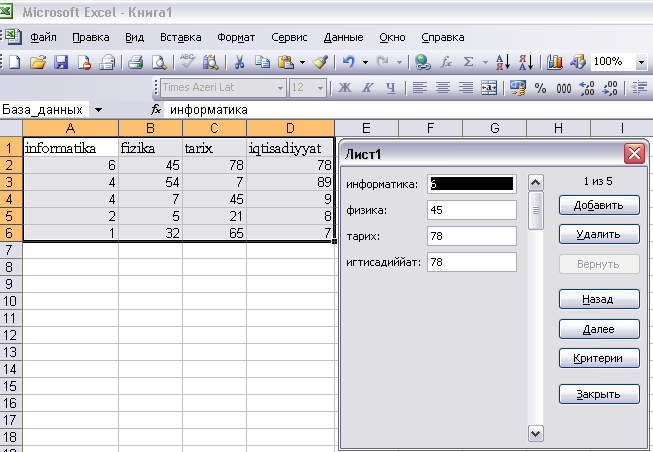 Microsoft Excel - Книга1
Файл Правка Вид Вставка Формат Сервис Данные Окно Справка
100%
Times Azeri Lat 12 Ж К Ч % 000
База_данных fx информатика
A B C D E F G H I
1 informatika fizika tarix iqtisadiyyat
2 6 45 78 78
3 4 54 7 89
4 4 7 45 9
5 2 5 21 8
6 1 32 65 7
7
8
9
10
11
12
13
14
15
16
17
18
Лист1
информатика: 6
физика: 45
тарих: 78
игтисадиййат: 78
1 из 5
Добавить
Удалить
Вернуть
Назад
Далее
Критерии
Закрыть